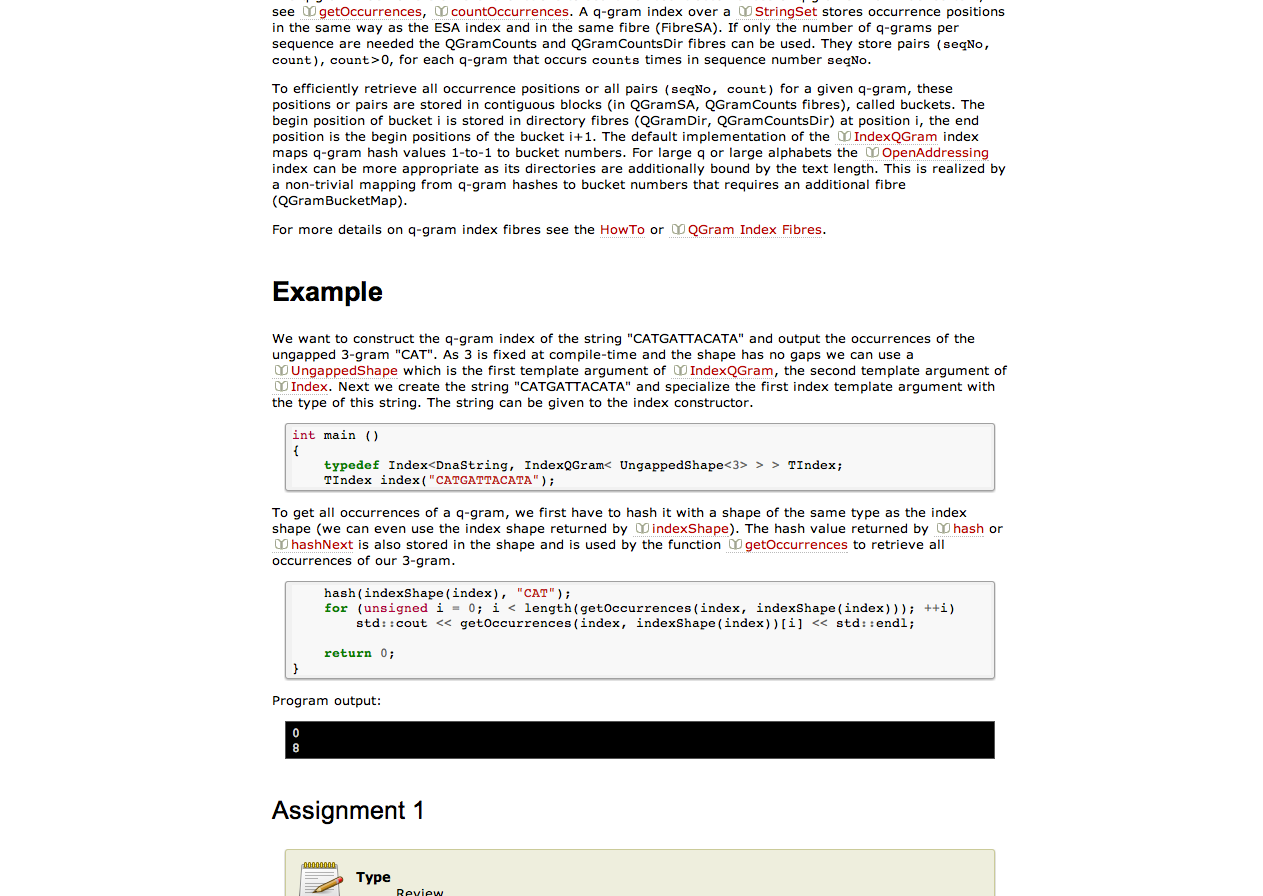 see getOccurrences, countOccurrences. A q-gram index over a StringSet stores occurrence positions
in the same way as the ESA index and in the same fibre (FibreSA). If only the number of q-grams per
sequence are needed the QGramCounts and QGramCountsDir fibres can be used. They store pairs (seqNo,
count), count>0, for each q-gram that occurs counts times in sequence number seqNo.
To efficiently retrieve all occurrence positions or all pairs (seqNo, count) for a given q-gram, these
positions or pairs are stored in contiguous blocks (in QGramSA, QGramCounts fibres), called buckets. The
begin position of bucket i is stored in directory fibres (QGramDir, QGramCountsDir) at position i, the end
position is the begin positions of the bucket i+1. The default implementation of the IndexQGram index
maps q-gram hash values 1-to-1 to bucket numbers. For large q or large alphabets the OpenAddressing
index can be more appropriate as its directories are additionally bound by the text length. This is realized by
a non-trivial mapping from q-gram hashes to bucket numbers that requires an additional fibre
(QGramBucketMap).
For more details on q-gram index fibres see the HowTo or QGram Index Fibres.
Example
We want to construct the q-gram index of the string "CATGATTACATA" and output the occurrences of the
ungapped 3-gram "CAT". As 3 is fixed at compile-time and the shape has no gaps we can use a
UngappedShape which is the first template argument of IndexQGram, the second template argument of
Index. Next we create the string "CATGATTACATA" and specialize the first index template argument with
the type of this string. The string can be given to the index constructor.
int main ()
{
typedef Index<DnaString, IndexQGram< UngappedShape<3> > > TIndex;
TIndex index("CATGATTACATA");
To get all occurrences of a q-gram, we first have to hash it with a shape of the same type as the index
shape (we can even use the index shape returned by indexShape). The hash value returned by hash or
hashNext is also stored in the shape and is used by the function getOccurrences to retrieve all
occurrences of our 3-gram.
hash(indexShape(index), "CAT");
for (unsigned i = 0; i < length(getOccurrences(index, indexShape(index))); ++i)
std::cout << getOccurrences(index, indexShape(index))[i] << std::endl;
return 0;
}
Program output:
0
8
Assignment 1
Type
Review